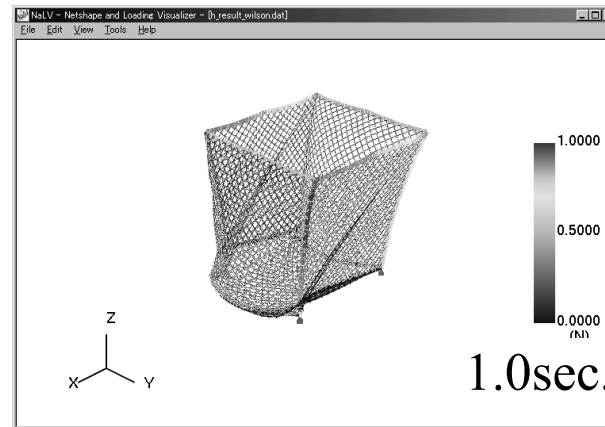 NaLV - Netshape and Loading Visualizer - [h_result_wilson.dat]
File Edit View Tools Help
1.0000
0.5000
0.0000
(N)
Z
X
Y
1.0sec.